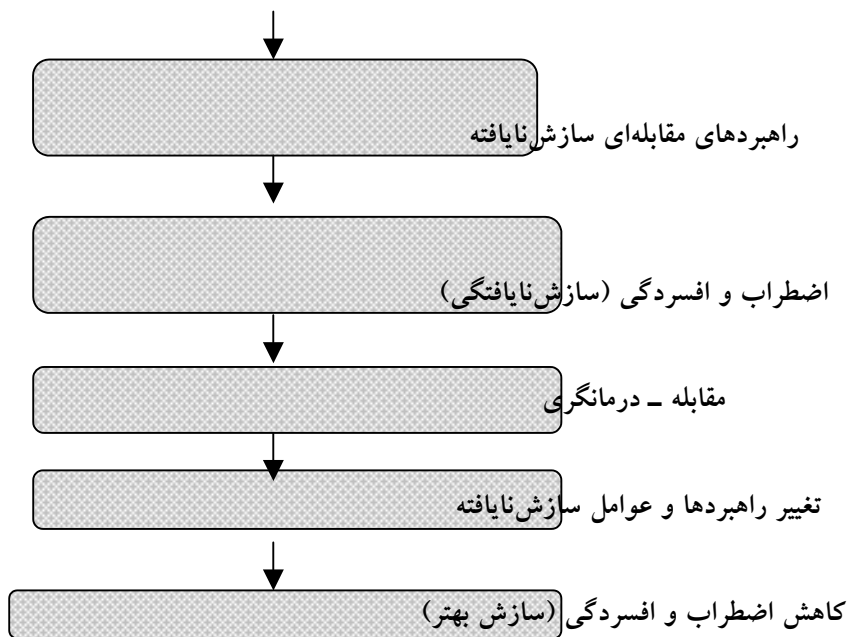 راهبردهای مقابله‌ای سازش‌نایافته
اضطراب و افسردگی (سازش‌نایافتگی)
مقابله ـ درمانگری
تغییر راهبردها و عوامل سازش‌نایافته
کاهش اضطراب و افسردگی (سازش بهتر)